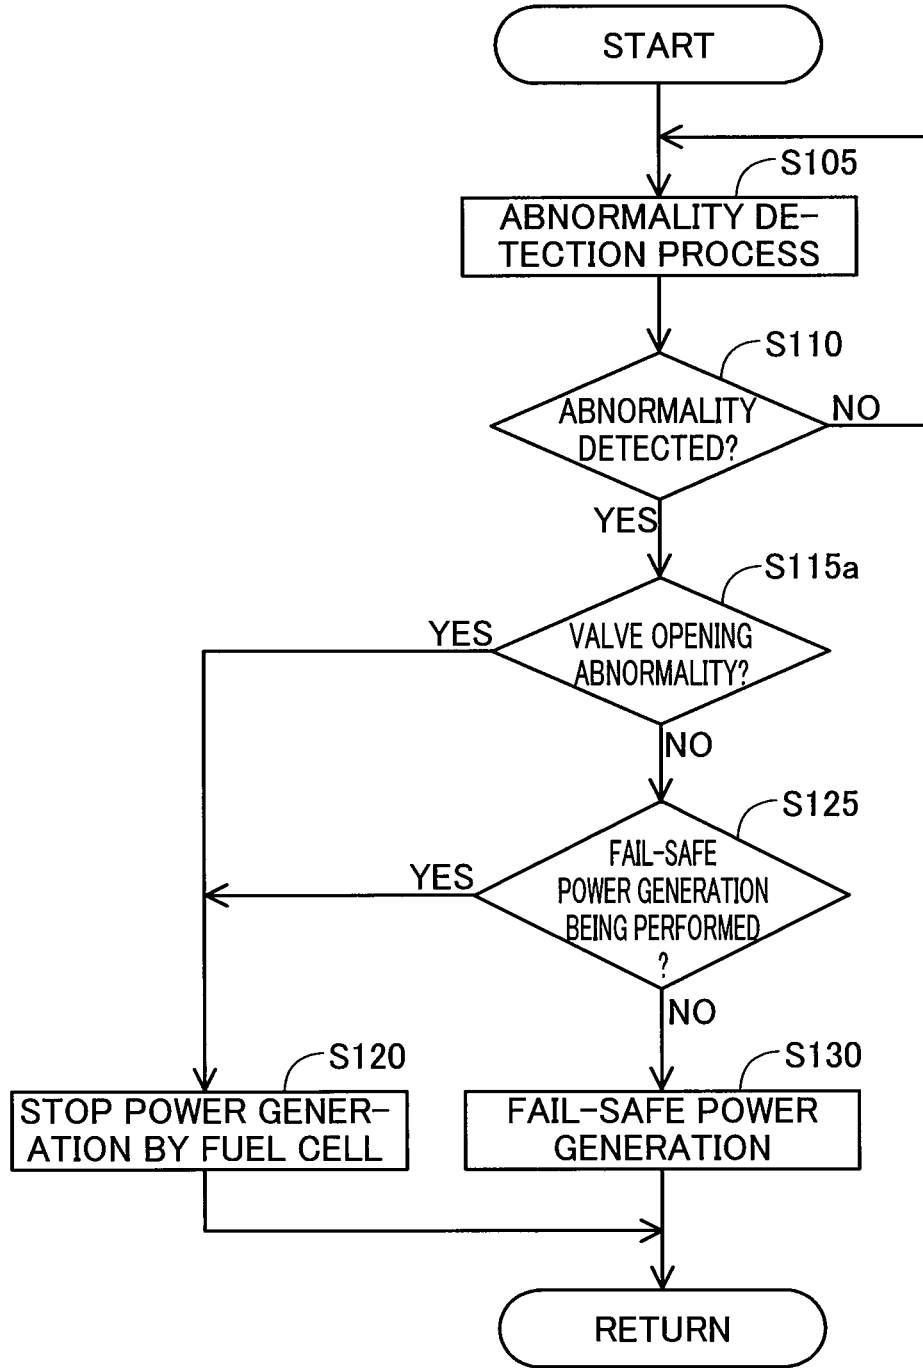 START
S105
ABNORMALITY DE-
TECTION PROCESS
S110
ABNORMALITY
DETECTED?
NO
YES
S115a
YES
VALVE OPENING
ABNORMALITY?
NO
S125
YES
FAIL-SAFE
POWER GENERATION
BEING PERFORMED
?
NO
S120
STOP POWER GENER-
ATION BY FUEL CELL
S130
FAIL-SAFE POWER
GENERATION
RETURN